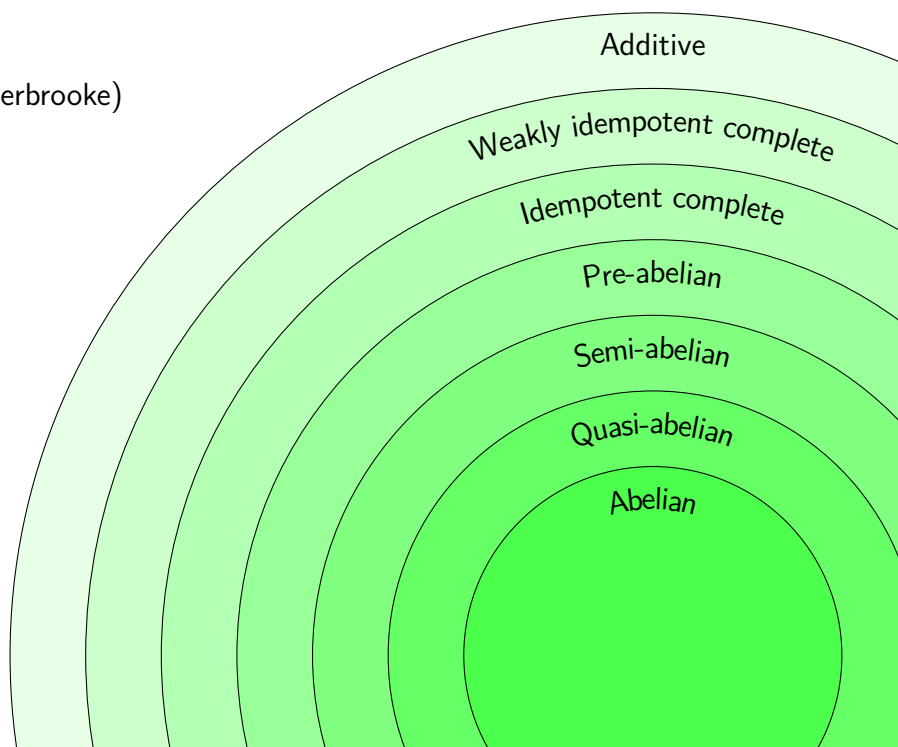 Additive
erbrooke)
Weakly idempotent complete
Idempotent complete
Pre-abelian
Semi-abelian
Quasi-abelian
Abelian